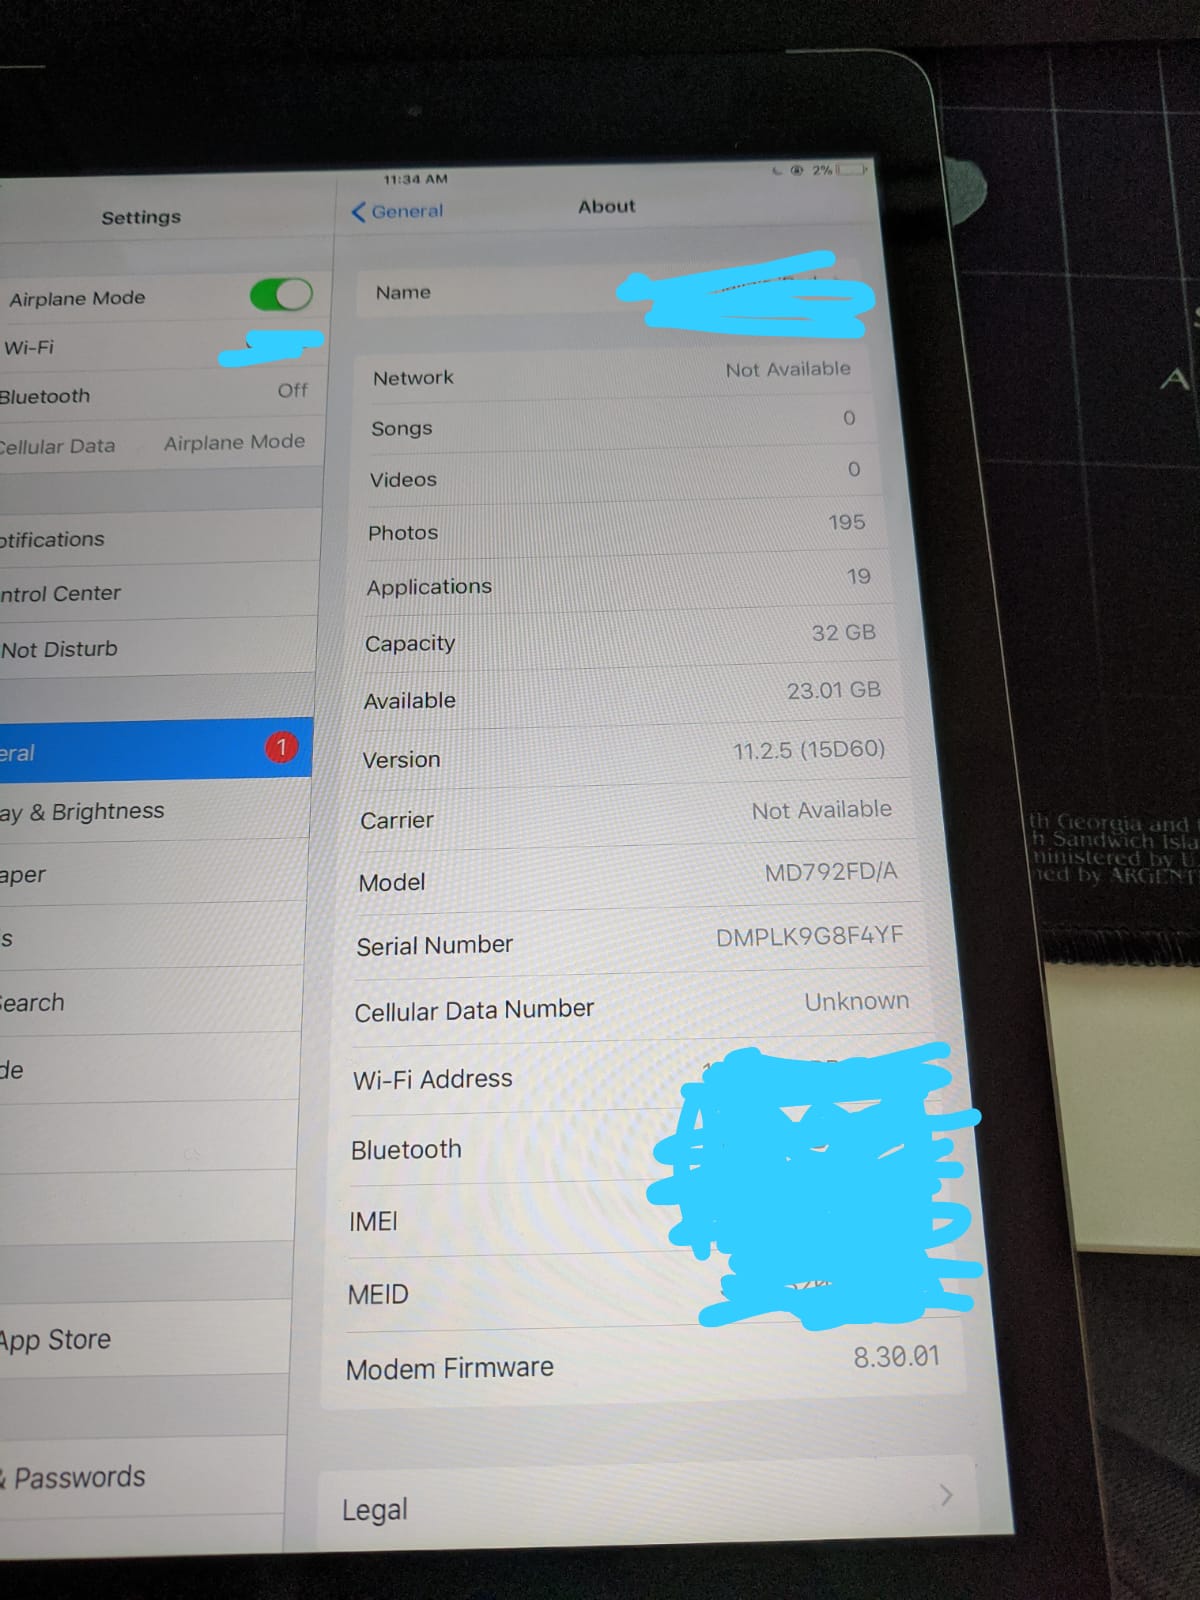 11:34 AM
2%
Settings
General
About
Airplane Mode
Wi-Fi
Bluetooth
Off
Cellular Data
Airplane Mode
otifications
ntrol Center
Not Disturb
eral
1
ay & Brightness
aper
s
Search
de
App Store
& Passwords
Name
Network
Not Available
Songs
0
Videos
0
Photos
195
Applications
19
Capacity
32 GB
Available
23.01 GB
Version
11.2.5 (15D60)
Carrier
Not Available
Model
MD792FD/A
Serial Number
DMPLK9G8F4YF
Cellular Data Number
Unknown
Wi-Fi Address
Bluetooth
IMEI
MEID
Modem Firmware
8.30.01
Legal
A
th Georgia and
h Sandwich Isla
ministered by U
ned by ARGENT